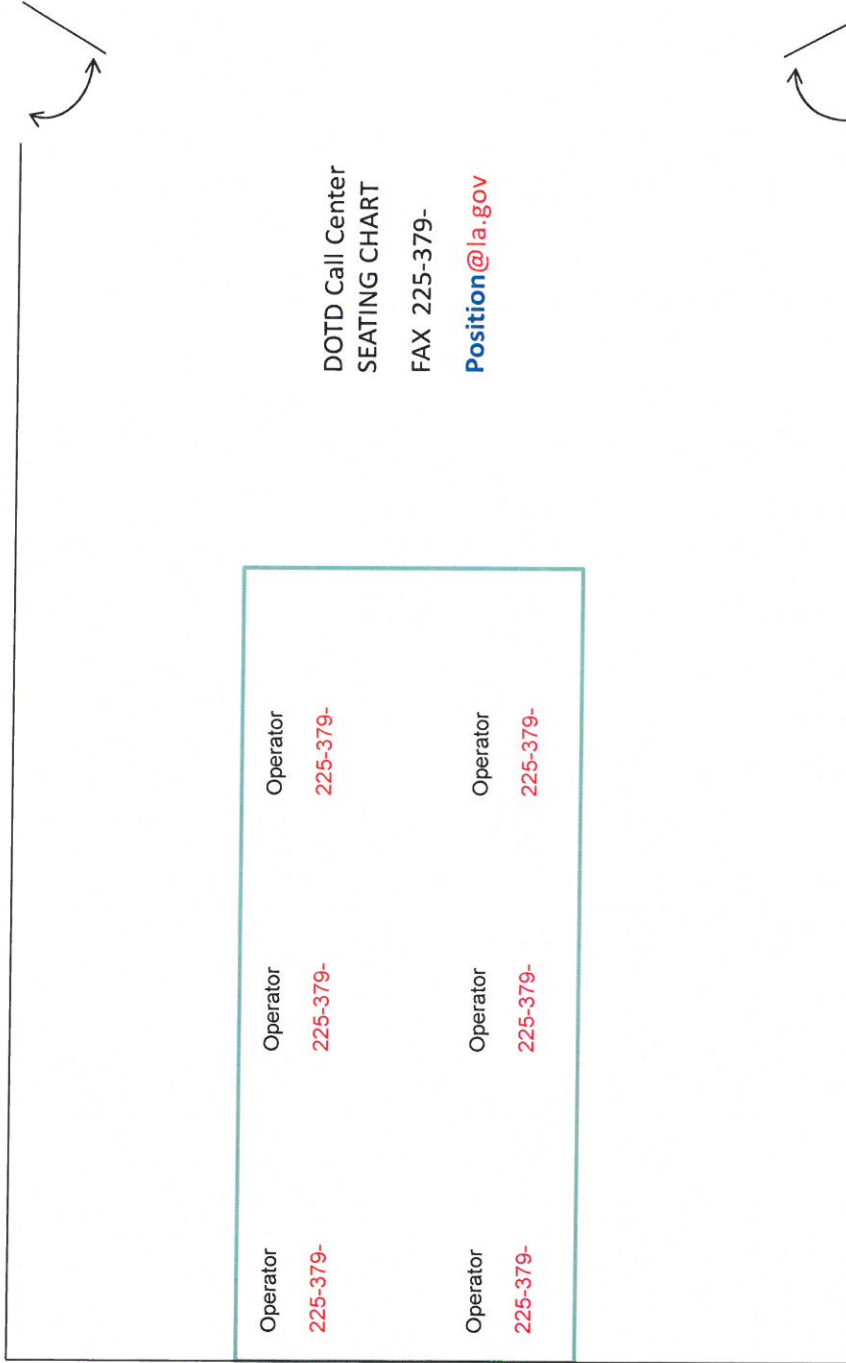 DOTD Call Center
SEATING CHART
FAX 225-379-
Position@la.gov
Operator
225-379-
Operator
225-379-
Operator
225-379-
Operator
225-379-
Operator
225-379-
Operator
225-379-